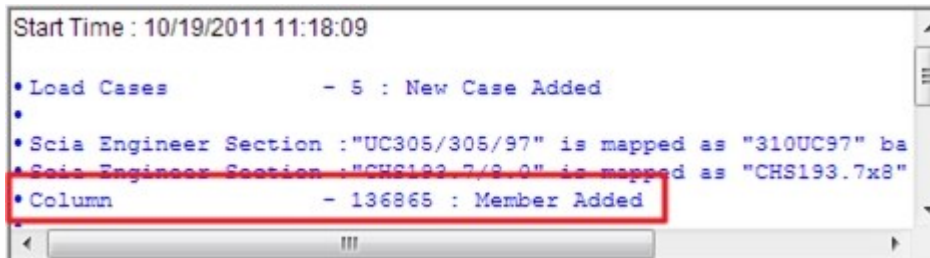 Start Time : 10/19/2011 11:18:09
•Load Cases - 5 : New Case Added
•
•Scia Engineer Section :"UC305/305/97" is mapped as "310UC97" ba
•Scia Engineer Section :"CHS193.7/8.0" is mapped as "CHS193.7x8"
•Column - 136865 : Member Added